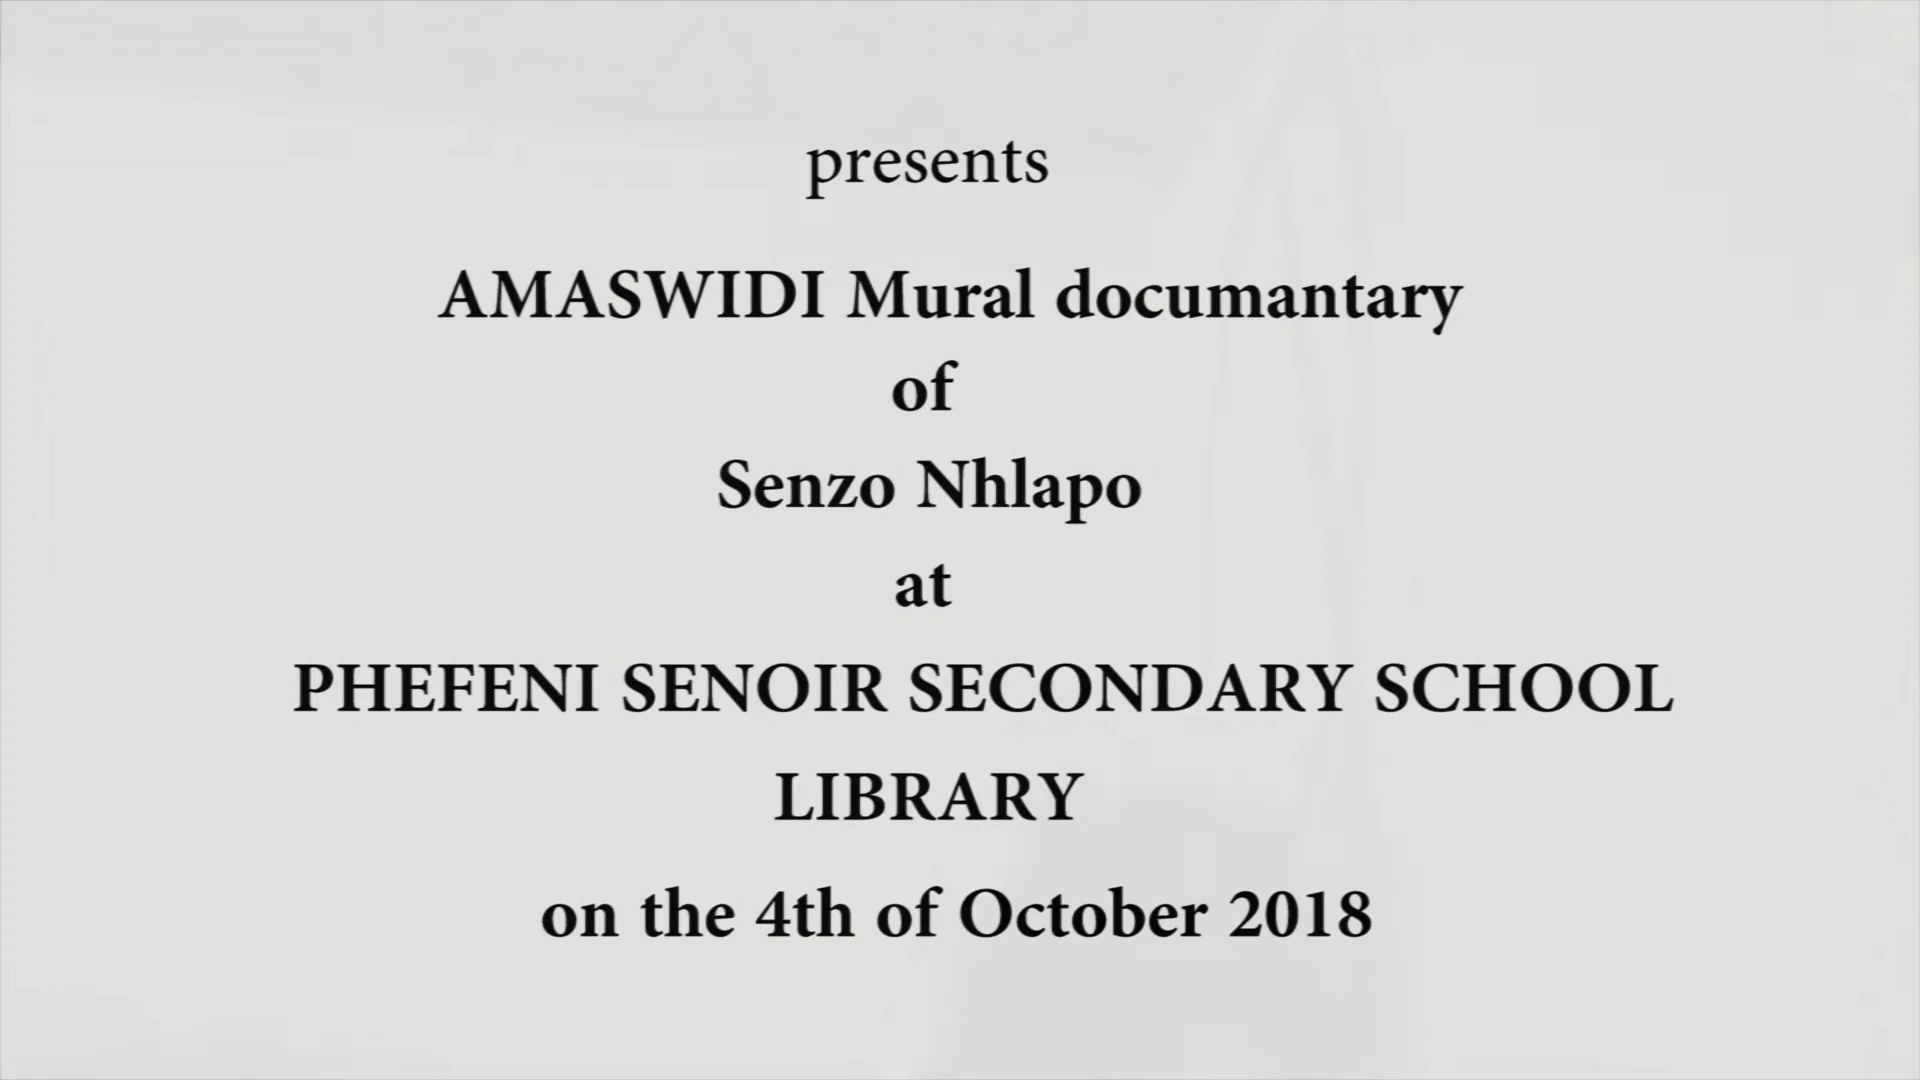 presents
AMASWIDI Mural documantary
of
Senzo Nhlapo
at
PHEFENI SENOIR SECONDARY SCHOOL
LIBRARY
on the 4th of October 2018